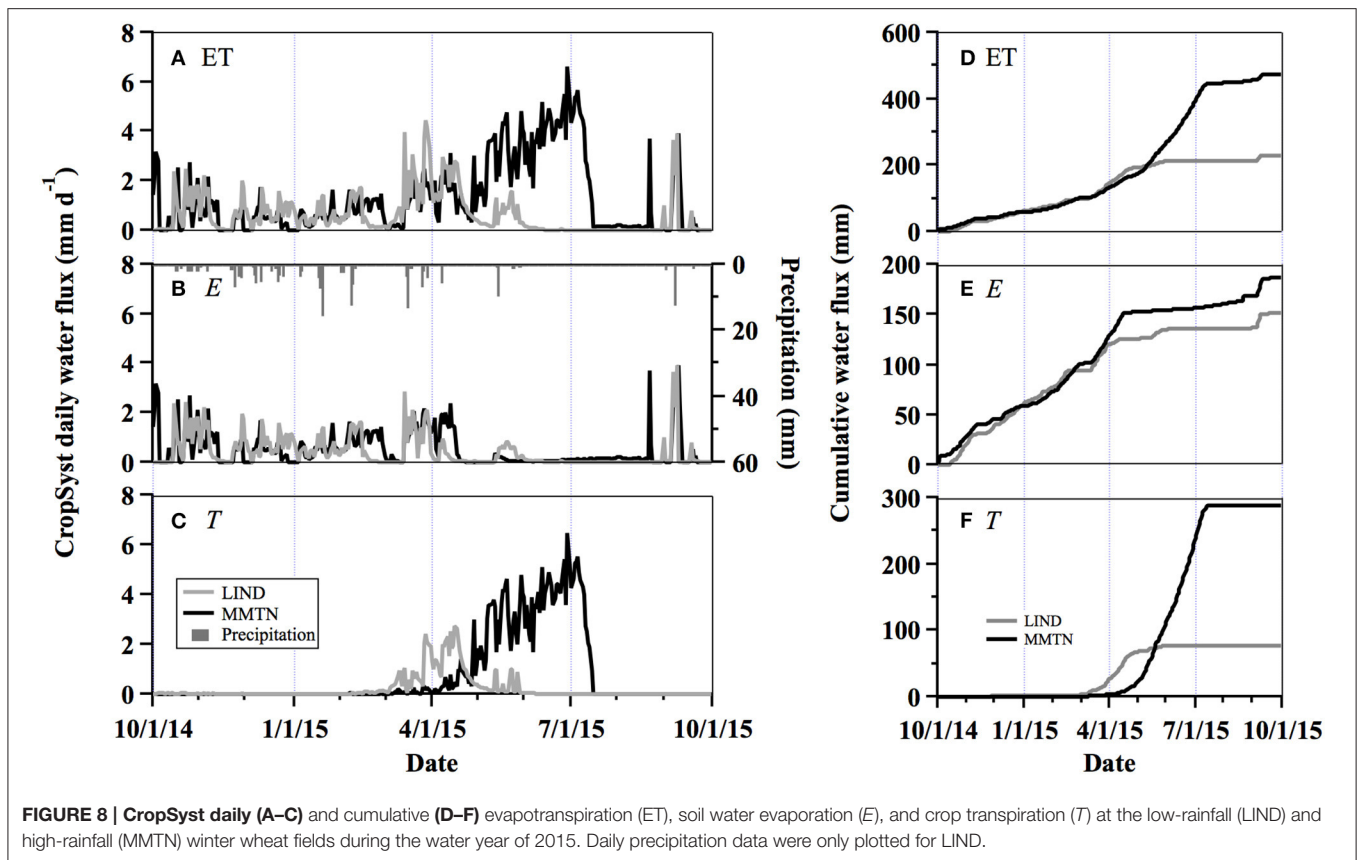 8
6
4
2
0
A ET
8
6
4
2
0
B E
0
20
40
60
Precipitation (mm)
8
6
4
2
0
C T
LIND
MMTN
Precipitation
CropSyst daily water flux (mm d⁻¹)
10/1/14 1/1/15 4/1/15 7/1/15 10/1/15
Date
600
400
200
0
D ET
200
150
100
50
0
E E
300
200
100
0
F T
LIND
MMTN
Cumulative water flux (mm)
10/1/14 1/1/15 4/1/15 7/1/15 10/1/15
Date
FIGURE 8 | CropSyst daily (A–C) and cumulative (D–F) evapotranspiration (ET), soil water evaporation (E), and crop transpiration (T) at the low-rainfall (LIND) and
high-rainfall (MMTN) winter wheat fields during the water year of 2015. Daily precipitation data were only plotted for LIND.